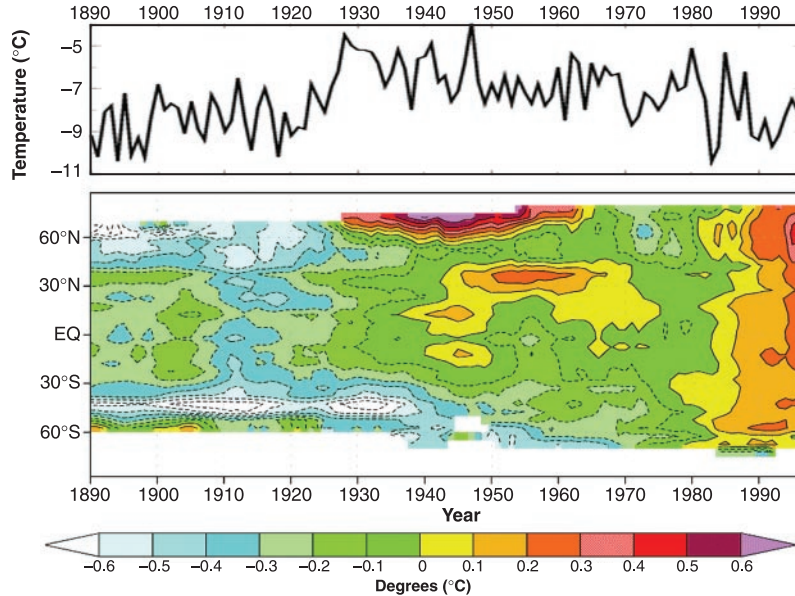 1890 1900 1910 1920 1930 1940 1950 1960 1970 1980 1990
Temperature (°C)
−5
−7
−9
−11
60°N
30°N
EQ
30°S
60°S
1890 1900 1910 1920 1930 1940 1950 1960 1970 1980 1990
Year
−0.6 −0.5 −0.4 −0.3 −0.2 −0.1 0 0.1 0.2 0.3 0.4 0.5 0.6
Degrees (°C)